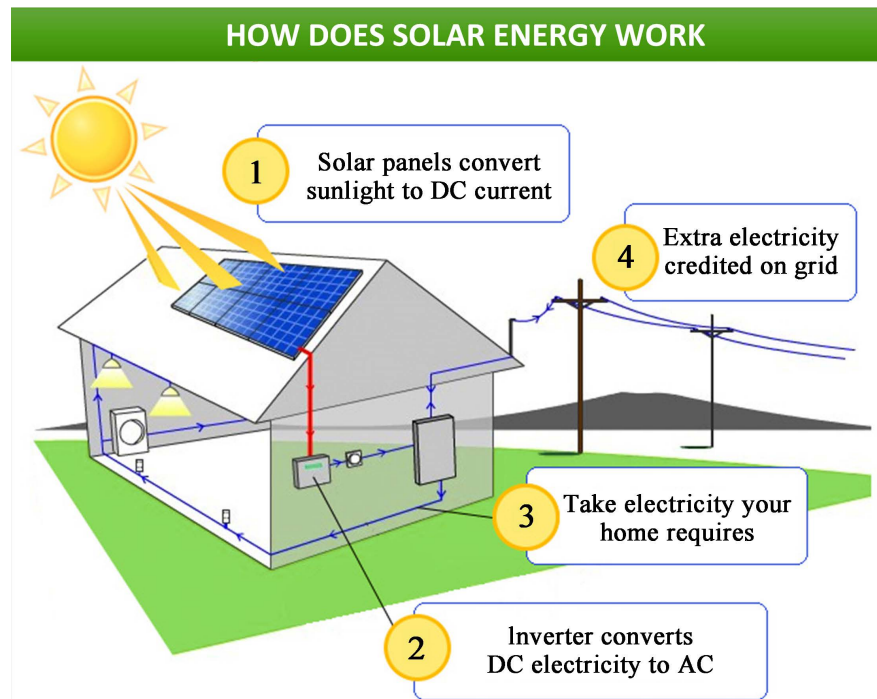 HOW DOES SOLAR ENERGY WORK
1
Solar panels convert
sunlight to DC current
4
Extra electricity
credited on grid
3
Take electricity your
home requires
2
Inverter converts
DC electricity to AC